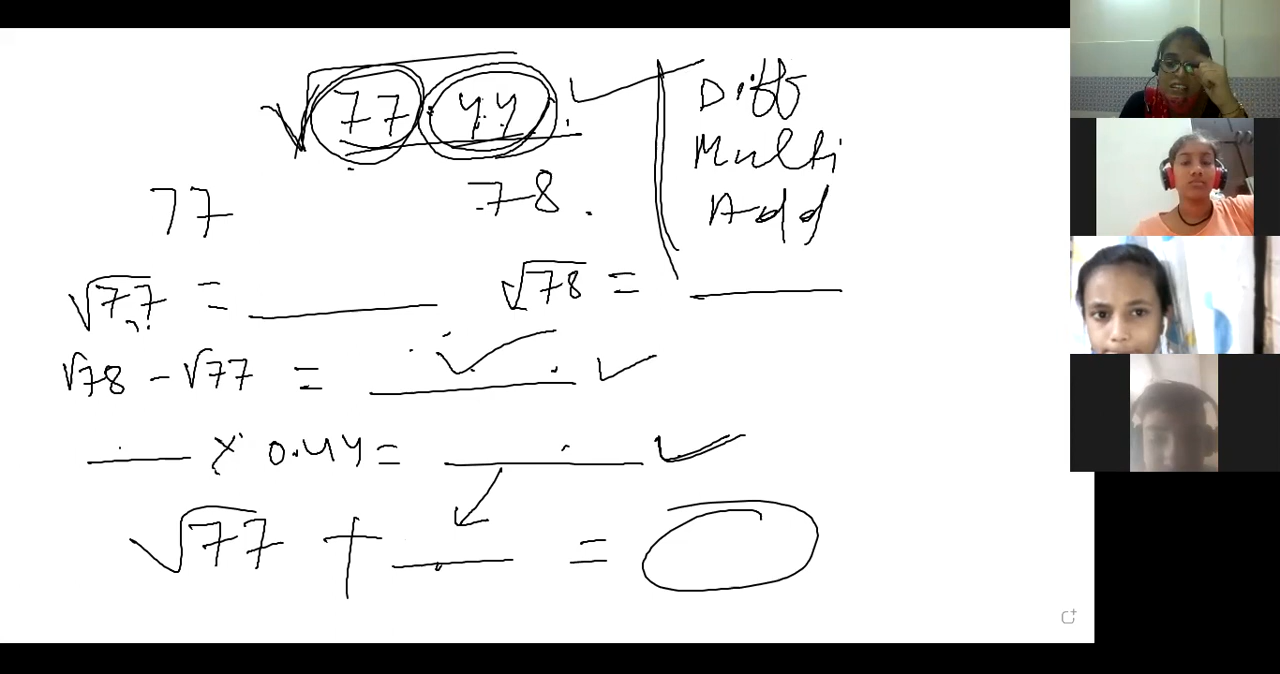 √77.44.
Diff
Multi
Add
77 78.
√77 = ____ √78 = ____
√78 - √77 = ____
____ × 0.44 = ____
√77 + ____ =